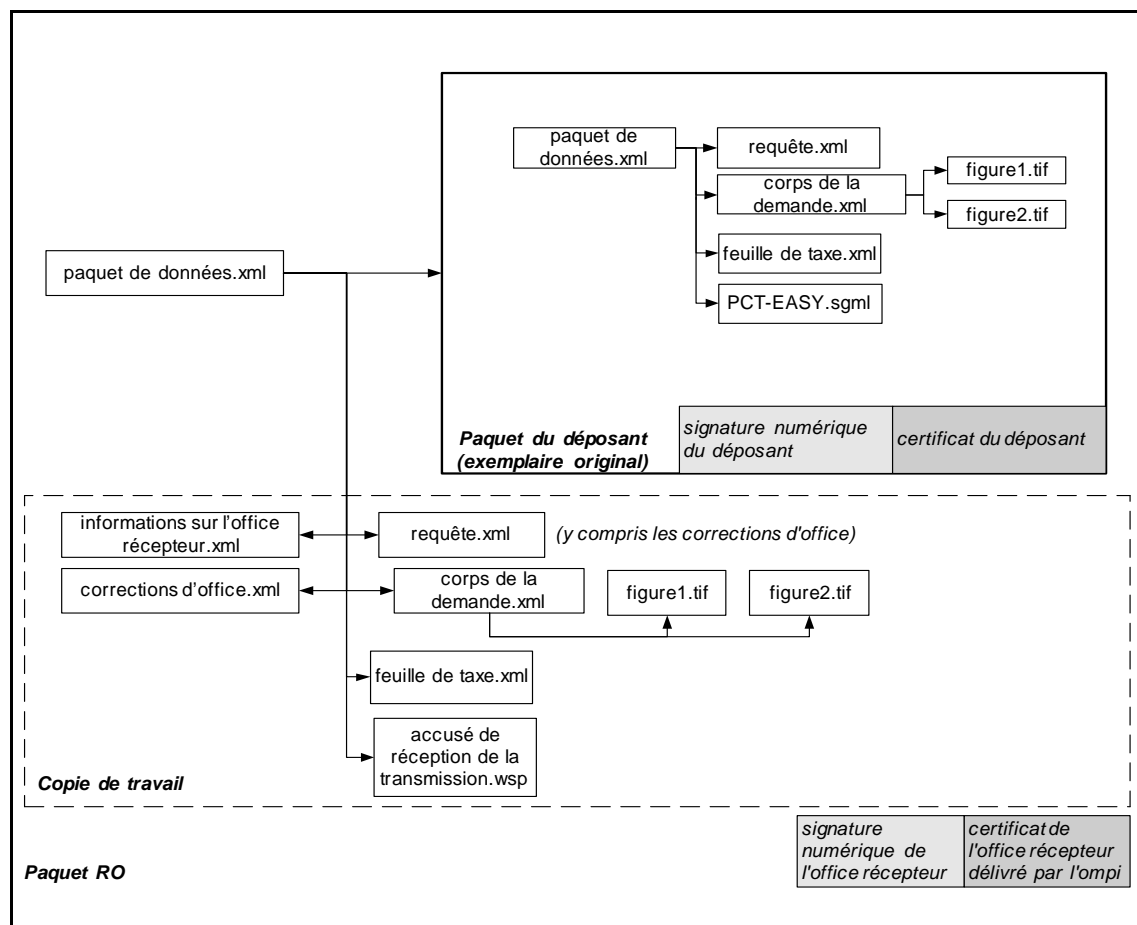 paquet de
données.xml
requête.xml
corps de la
demande.xml
figure1.tif
figure2.tif
feuille de taxe.xml
PCT-EASY.sgml
paquet de données.xml
Paquet du déposant
(exemplaire original)
signature numérique
du déposant
certificat du déposant
informations sur l'office
récepteur.xml
requête.xml
(y compris les corrections d'office)
corrections d'office.xml
corps de la
demande.xml
figure1.tif
figure2.tif
feuille de taxe.xml
accusé de
réception de la
transmission.wsp
Copie de travail
signature
numérique de
l'office récepteur
certificat de
l'office récepteur
délivré par l'ompi
Paquet RO